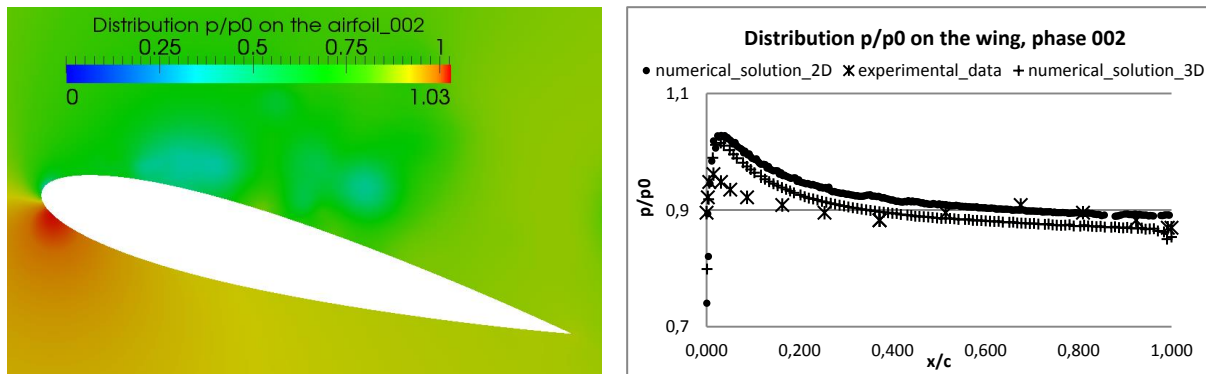 Distribution p/p0 on the airfoil_002
0.25 0.5 0.75 1
0 1.03
Distribution p/p0 on the wing, phase 002
numerical_solution_2D experimental_data numerical_solution_3D
1,1
0,9
0,7
p/p0
0,000 0,200 0,400 0,600 0,800 1,000
x/c